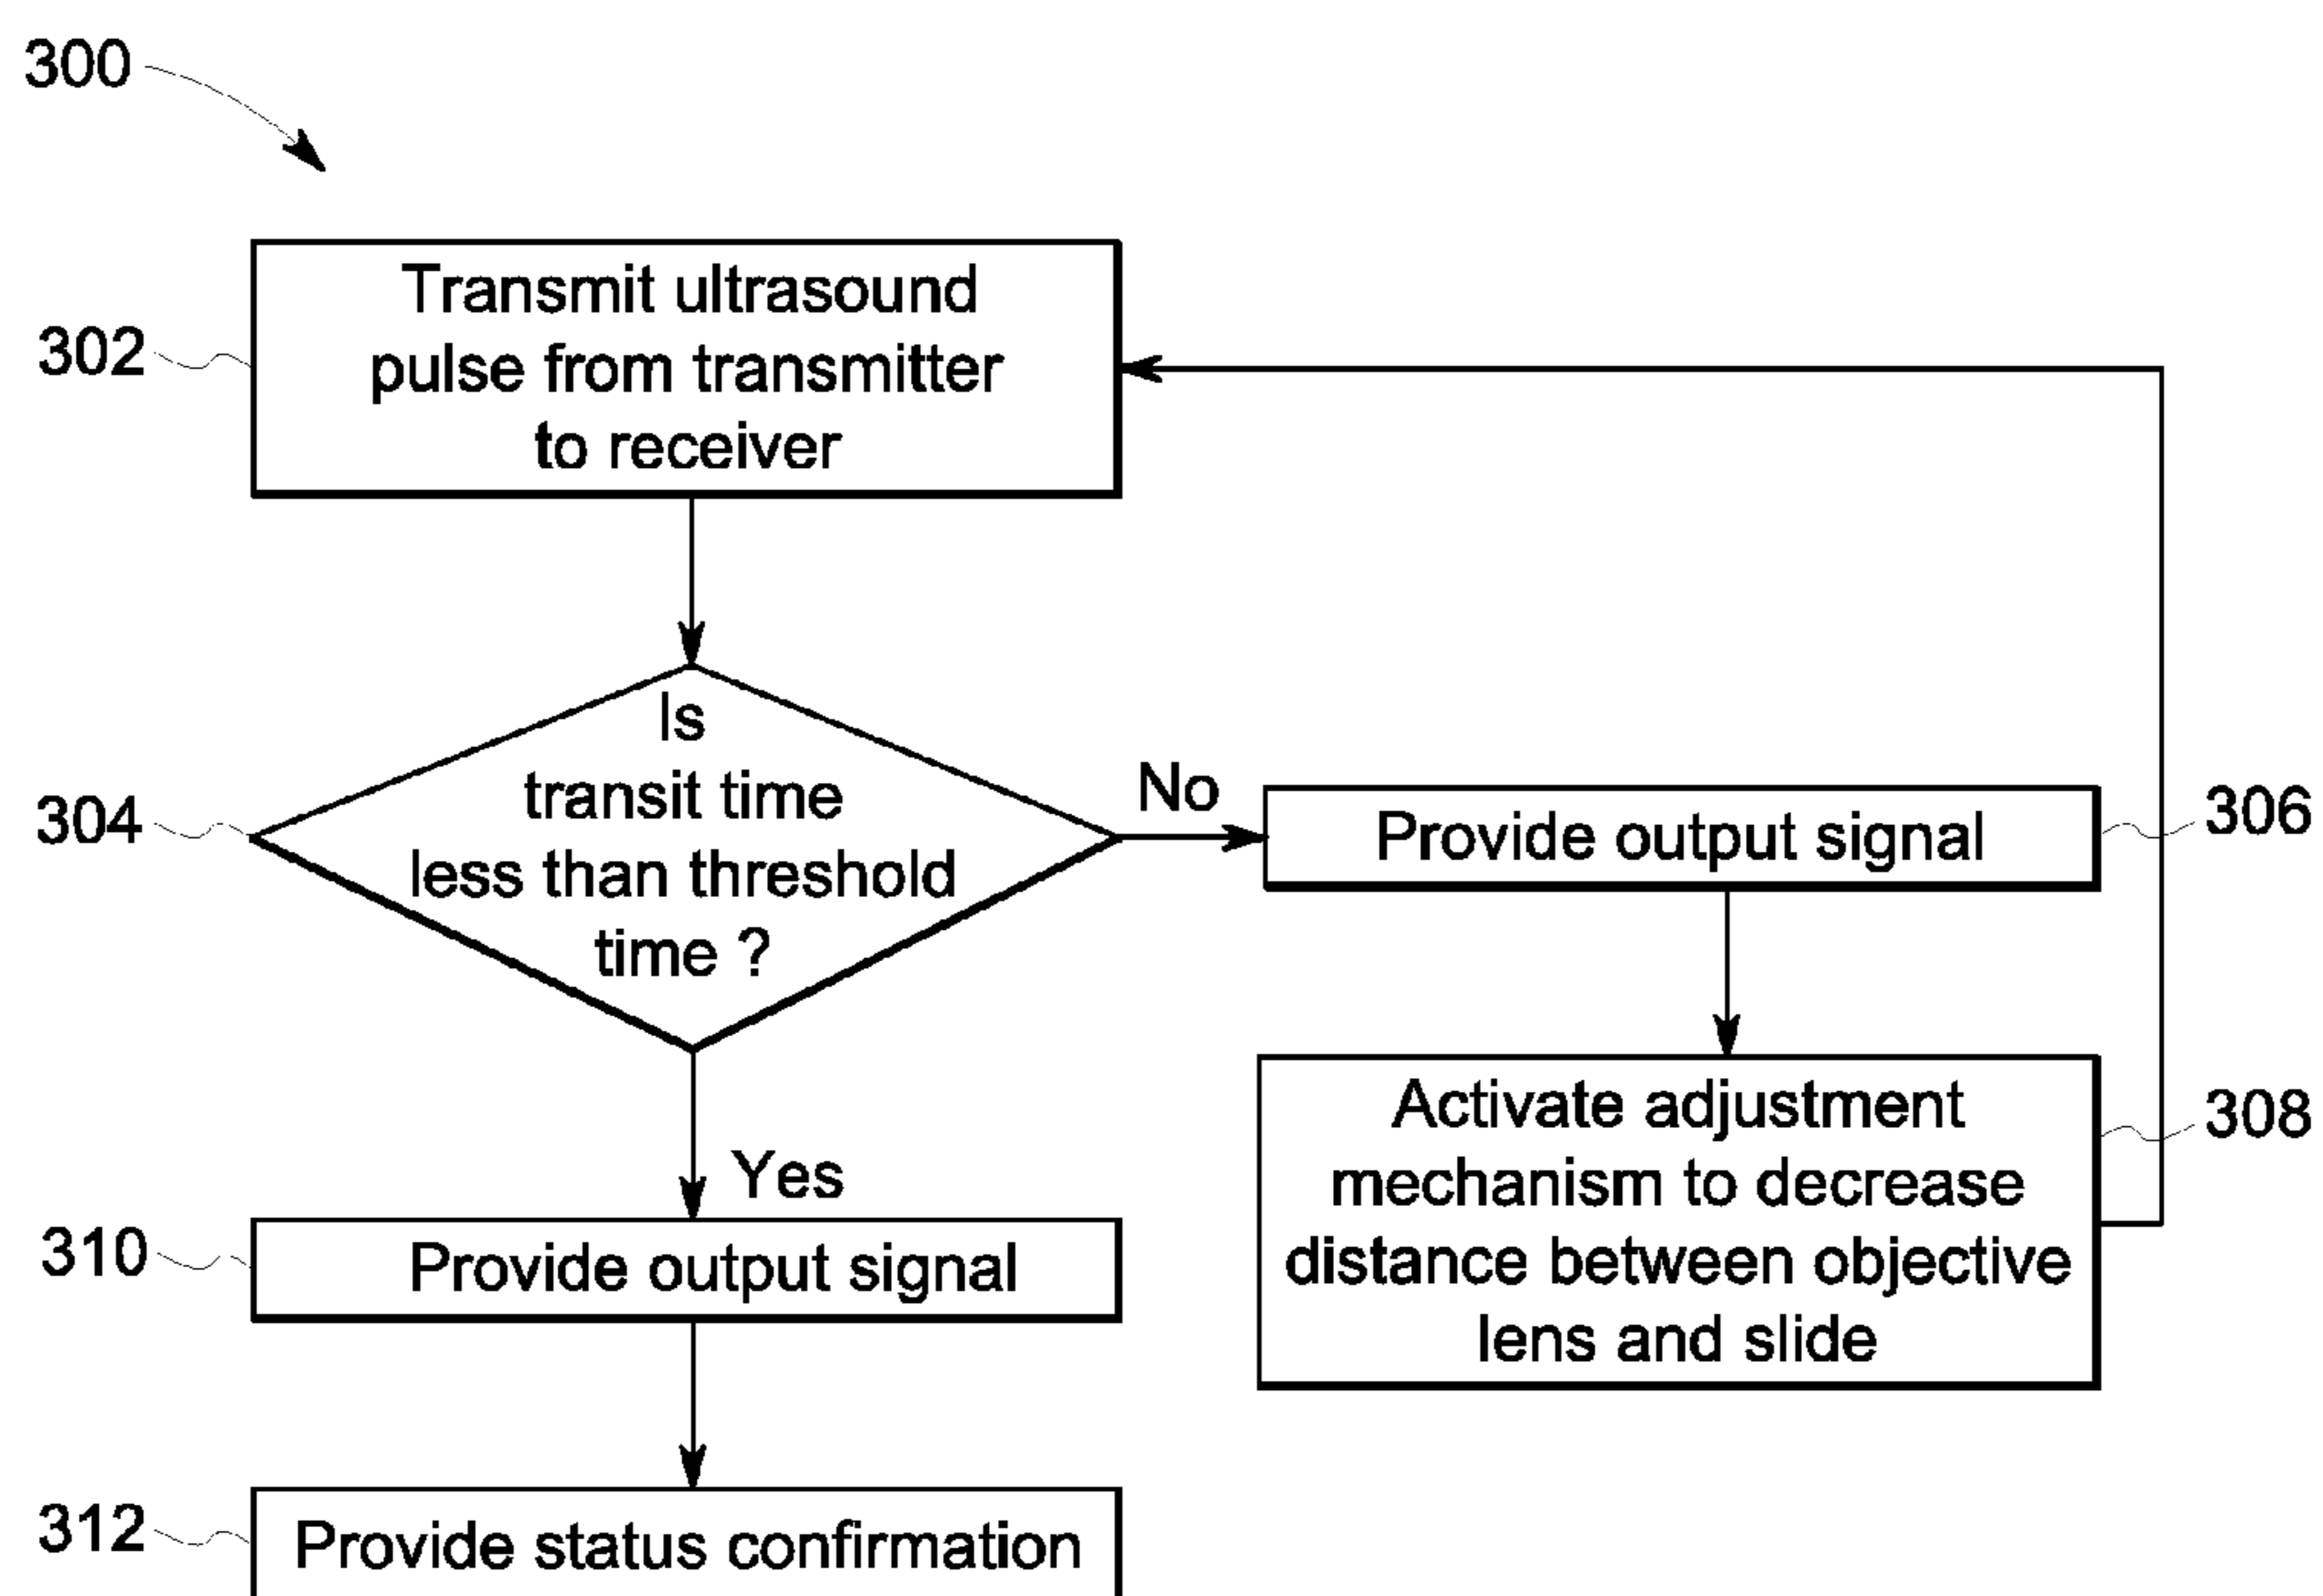 300
302
Transmit ultrasound
pulse from transmitter
to receiver
304
Is
transit time
less than threshold
time ?
No
Provide output signal
306
Activate adjustment
mechanism to decrease
distance between objective
lens and slide
308
Yes
310
Provide output signal
312
Provide status confirmation